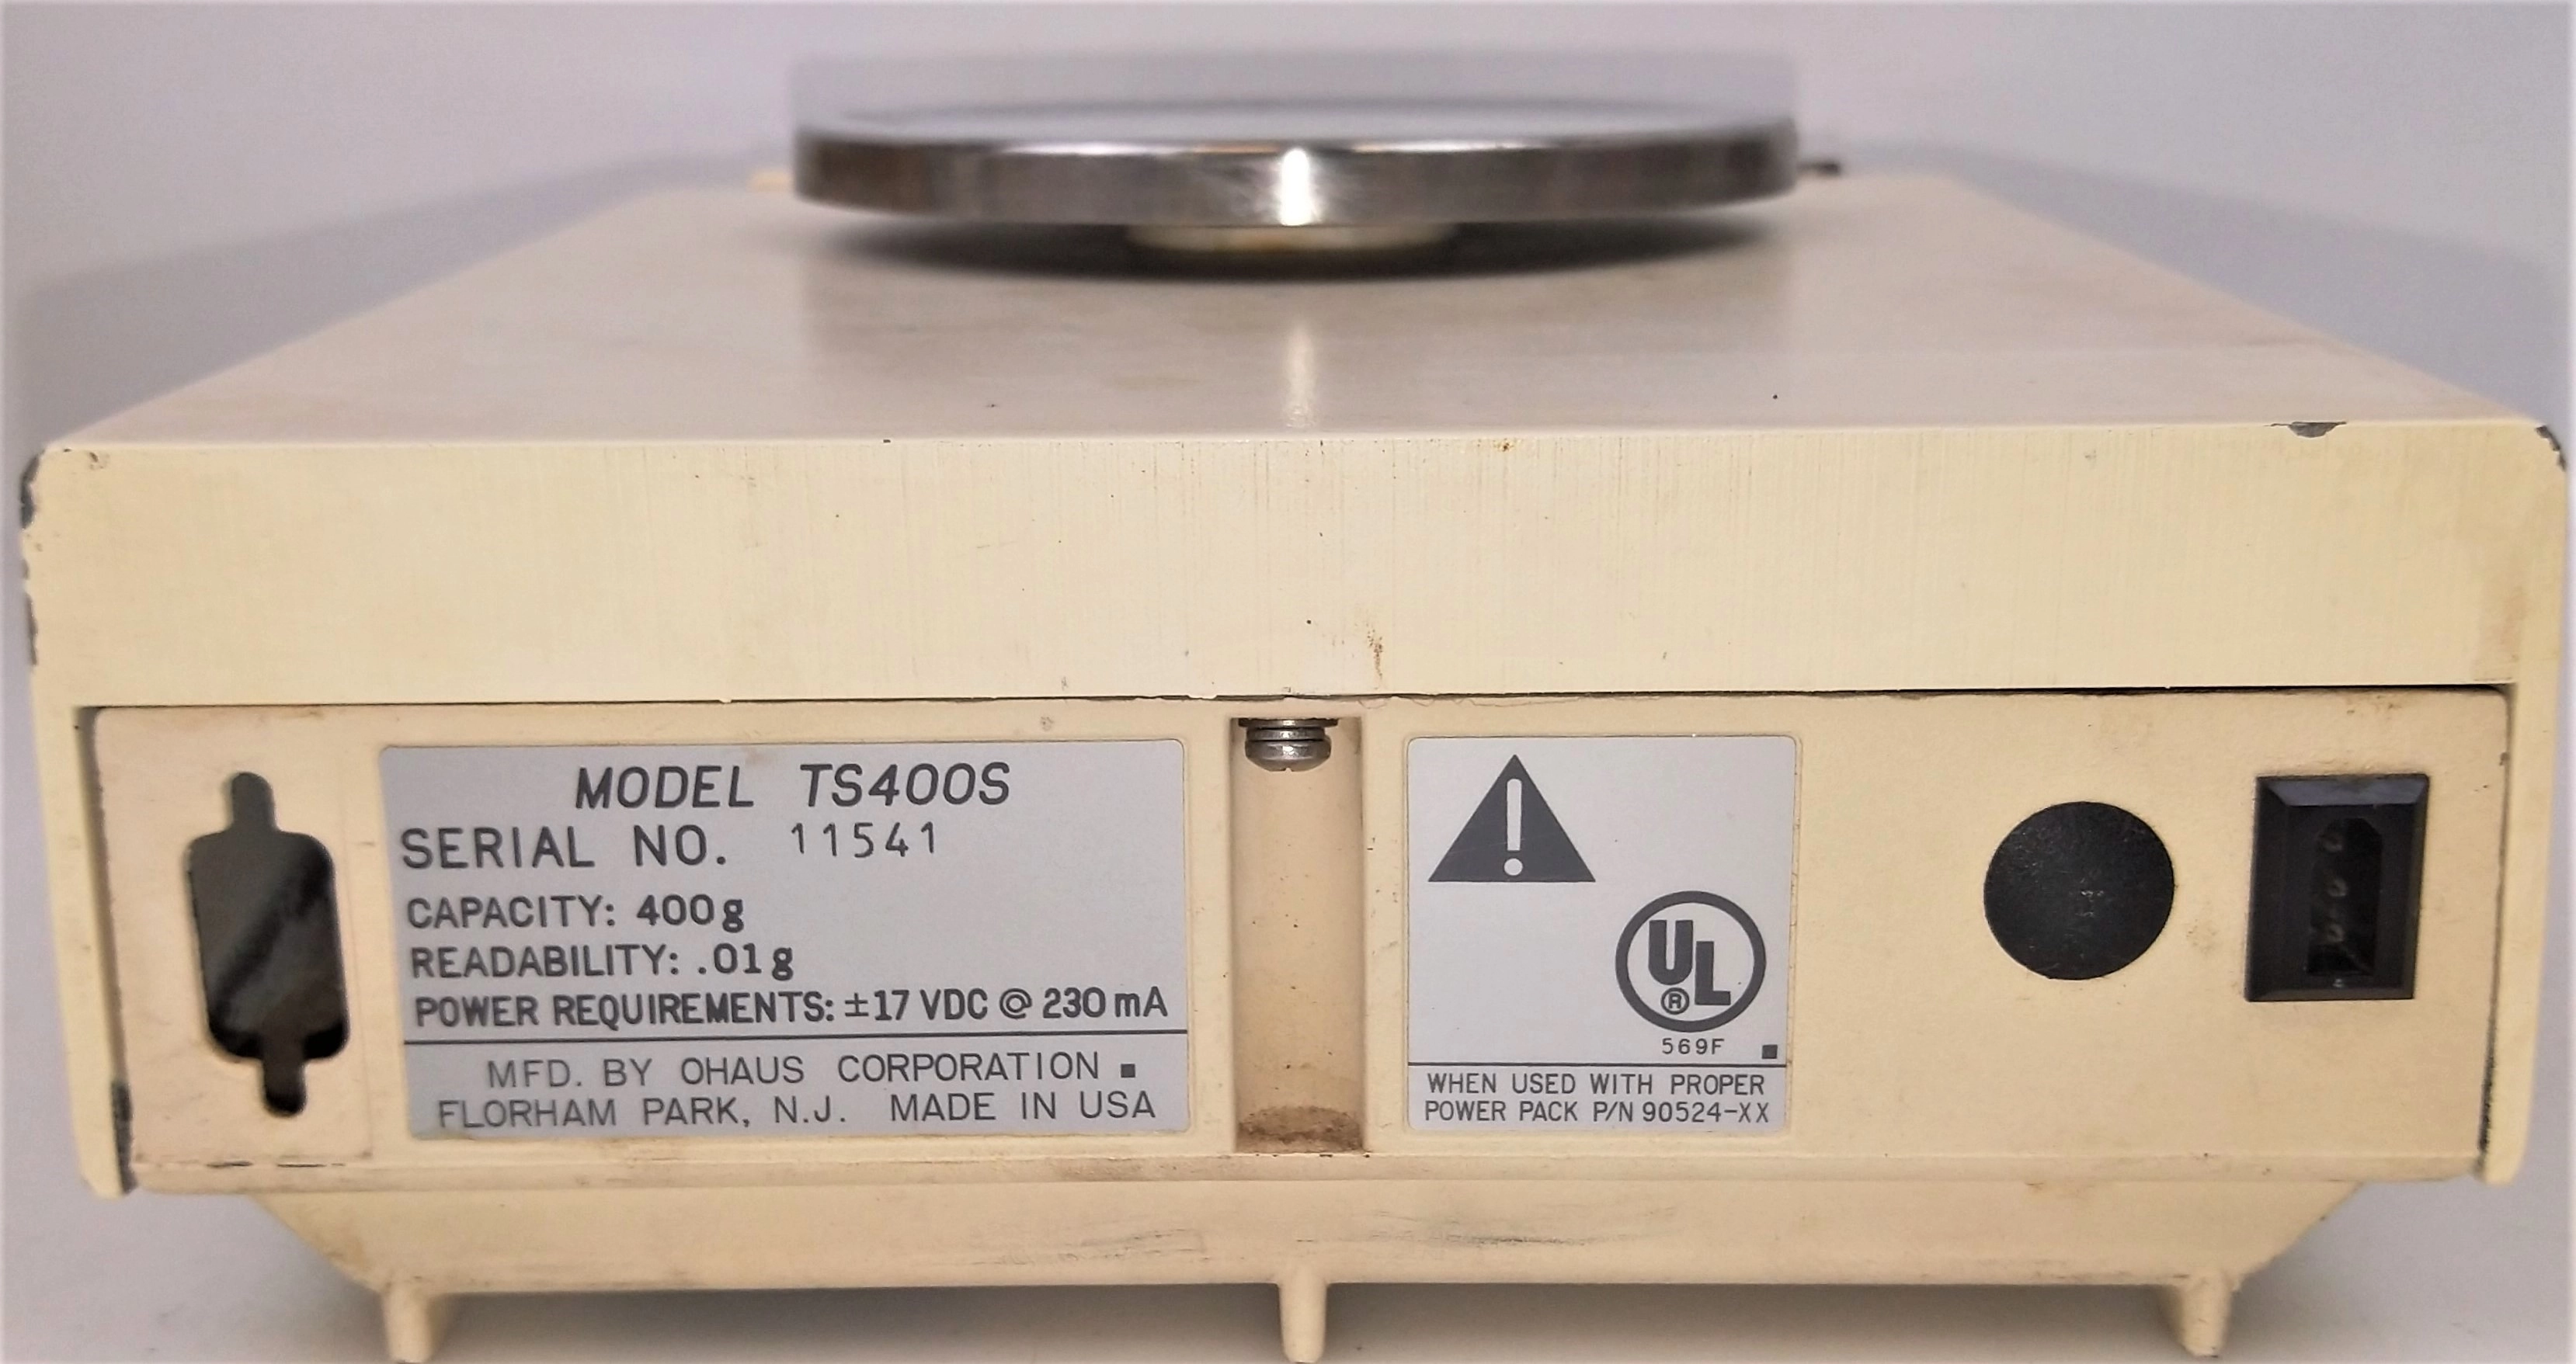 MODEL TS400S
SERIAL NO. 11541
CAPACITY: 400g
READABILITY: .01g
POWER REQUIREMENTS: ±17 VDC @ 230 mA
MFD. BY OHAUS CORPORATION ▪
FLORHAM PARK, N.J. MADE IN USA
!
UL
®
569F ▪
WHEN USED WITH PROPER
POWER PACK P/N 90524-XX